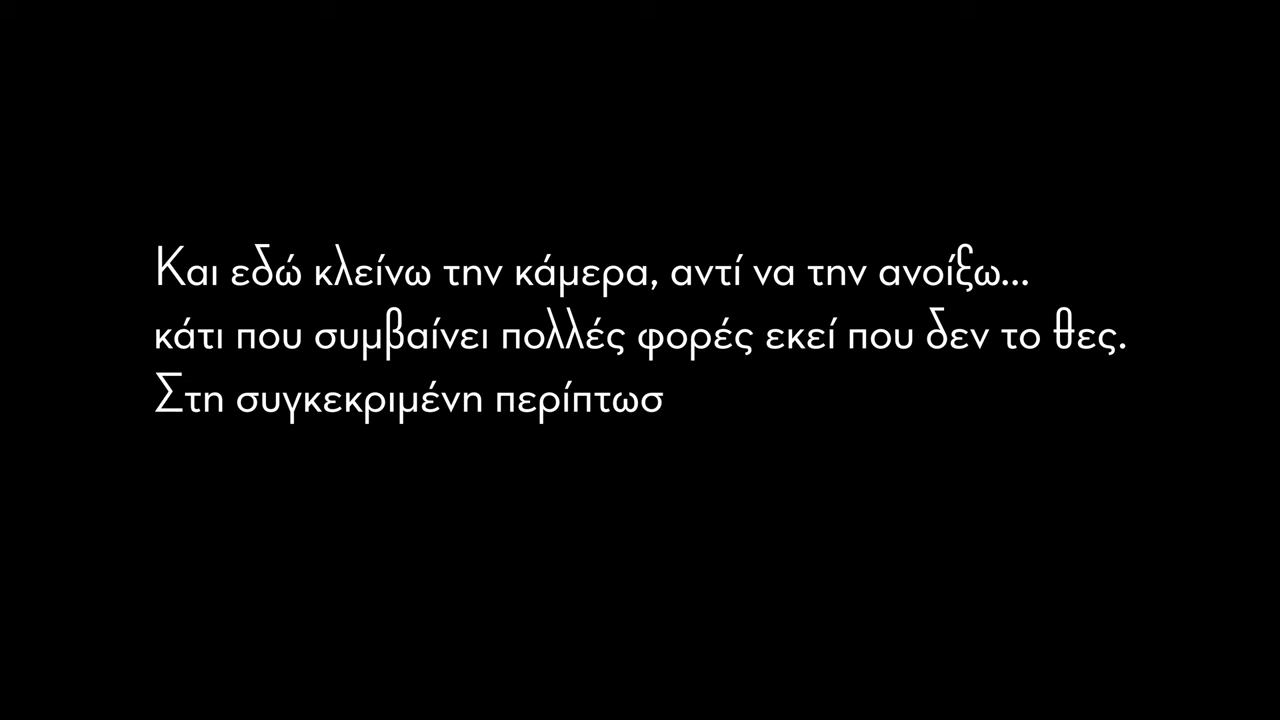 Και εδώ κλείνω την κάμερα, αντί να την ανοίξω...
κάτι που συμβαίνει πολλές φορές εκεί που δεν το θες.
Στη συγκεκριμένη περίπτωσ